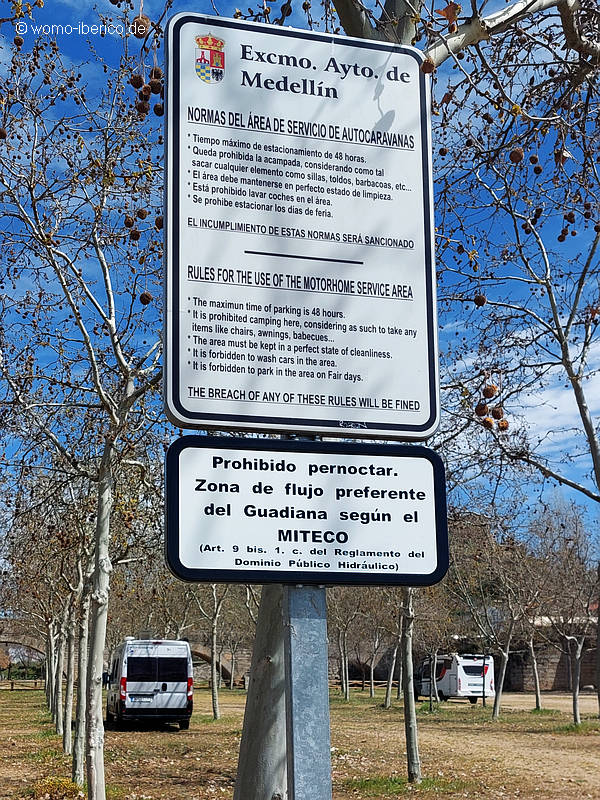 © womo-iberico.de
Excmo. Ayto. de
Medellín
NORMAS DEL ÁREA DE SERVICIO DE AUTOCARAVANAS
* Tiempo máximo de estacionamiento de 48 horas.
* Queda prohibida la acampada, considerando como tal
sacar cualquier elemento como sillas, toldos, barbacoas, etc...
* El área debe mantenerse en perfecto estado de limpieza.
* Está prohibido lavar coches en el área.
* Se prohibe estacionar los días de feria.
EL INCUMPLIMIENTO DE ESTAS NORMAS SERÁ SANCIONADO
RULES FOR THE USE OF THE MOTORHOME SERVICE AREA
* The maximun time of parking is 48 hours.
* It is prohibited camping here, considering as such to take any
items like chairs, awnings, babecues...
* The area must be kept in a perfect state of cleanliness.
* It is forbidden to wash cars in the area.
* It is forbidden to park in the area on Fair days.
THE BREACH OF ANY OF THESE RULES WILL BE FINED
Prohibido pernoctar.
Zona de flujo preferente
del Guadiana según el
MITECO
(Art. 9 bis. 1. c. del Reglamento del
Dominio Público Hidráulico)